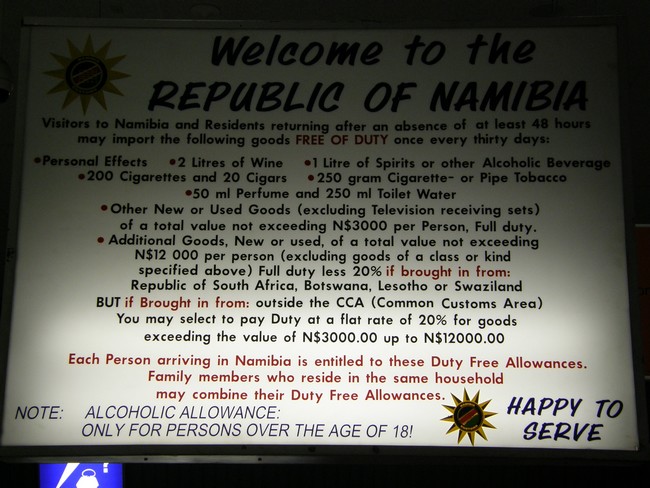 Welcome to the
REPUBLIC OF NAMIBIA
Visitors to Namibia and Residents returning after an absence of at least 48 hours
may import the following goods FREE OF DUTY once every thirty days:
•Personal Effects •2 Litres of Wine •1 Litre of Spirits or other Alcoholic Beverage
•200 Cigarettes and 20 Cigars •250 gram Cigarette- or Pipe Tobacco
•50 ml Perfume and 250 ml Toilet Water
•Other New or Used Goods (excluding Television receiving sets)
of a total value not exceeding N$3000 per Person, Full duty.
•Additional Goods, New or used, of a total value not exceeding
N$12 000 per person (excluding goods of a class or kind
specified above) Full duty less 20% if brought in from:
Republic of South Africa, Botswana, Lesotho or Swaziland
BUT if Brought in from: outside the CCA (Common Customs Area)
You may select to pay Duty at a flat rate of 20% for goods
exceeding the value of N$3000.00 up to N$12000.00
Each Person arriving in Namibia is entitled to these Duty Free Allowances.
Family members who reside in the same household
may combine their Duty Free Allowances.
NOTE: ALCOHOLIC ALLOWANCE:
ONLY FOR PERSONS OVER THE AGE OF 18!
HAPPY TO
SERVE